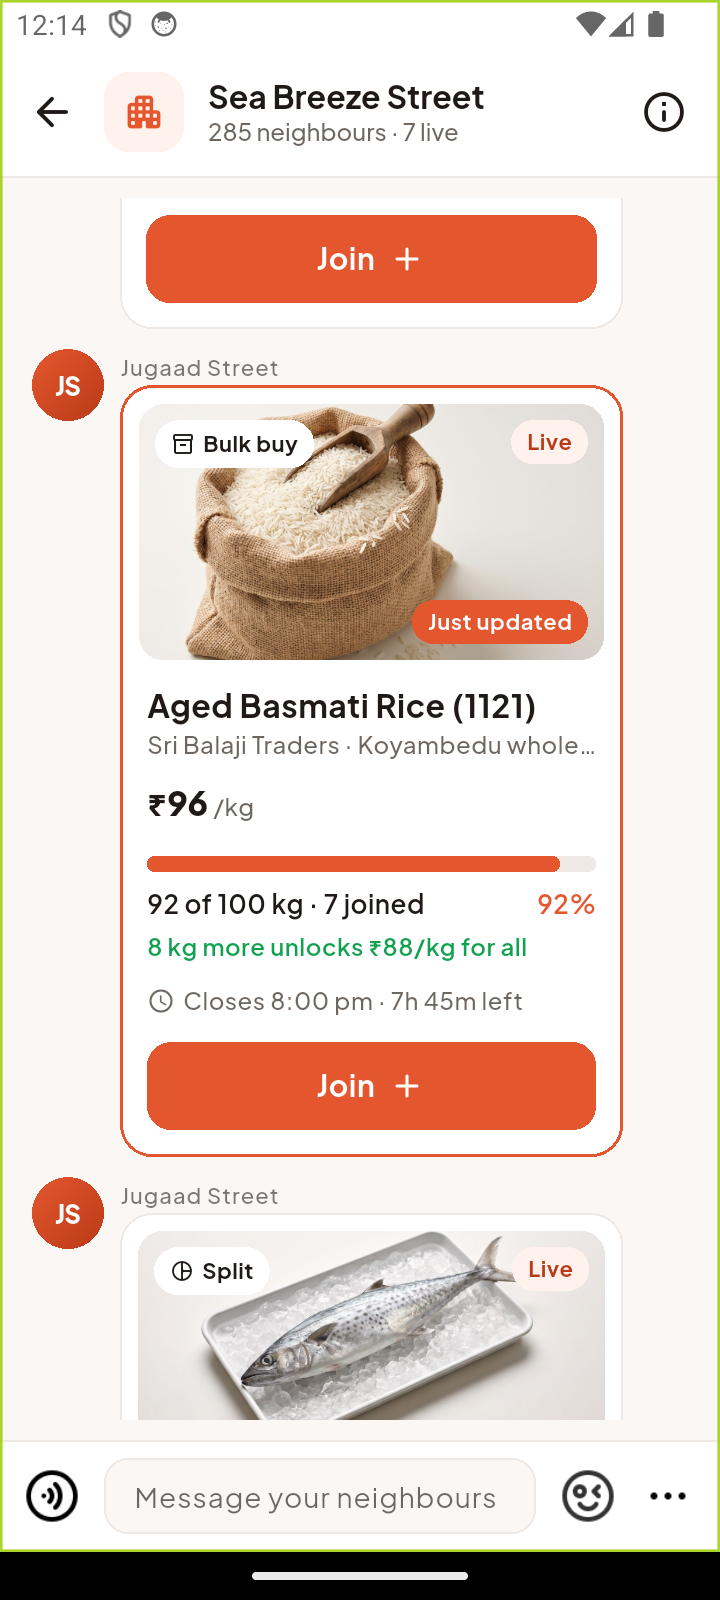 12:14
Sea Breeze Street
285 neighbours · 7 live
Join +
JS
Jugaad Street
Bulk buy
Live
Just updated
Aged Basmati Rice (1121)
Sri Balaji Traders · Koyambedu whole...
₹96 /kg
92 of 100 kg · 7 joined 92%
8 kg more unlocks ₹88/kg for all
Closes 8:00 pm · 7h 45m left
Join +
JS
Jugaad Street
Split
Live
Message your neighbours